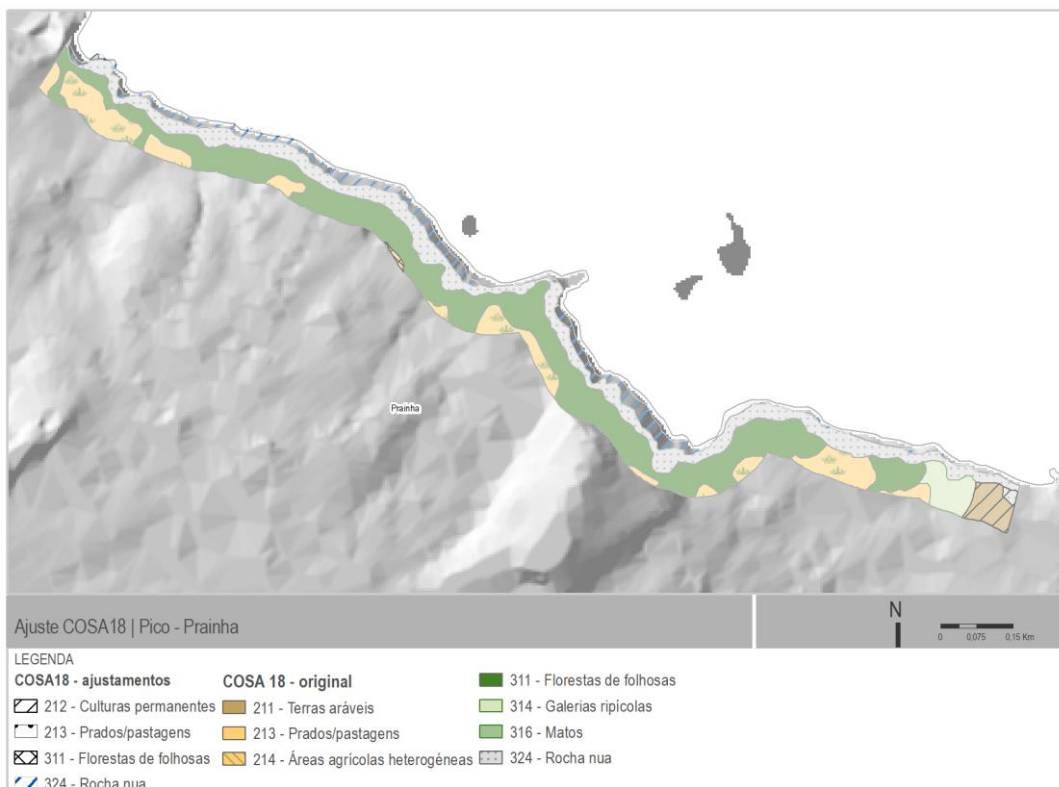 Prainha
Ajuste COSA18 | Pico - Prainha
N
0 0,075 0,15 Km
LEGENDA
COSA18 - ajustamentos
212 - Culturas permanentes
213 - Prados/pastagens
311 - Florestas de folhosas
324 - Rocha nua
COSA 18 - original
211 - Terras aráveis
213 - Prados/pastagens
214 - Áreas agrícolas heterogéneas
311 - Florestas de folhosas
314 - Galerias ripícolas
316 - Matos
324 - Rocha nua